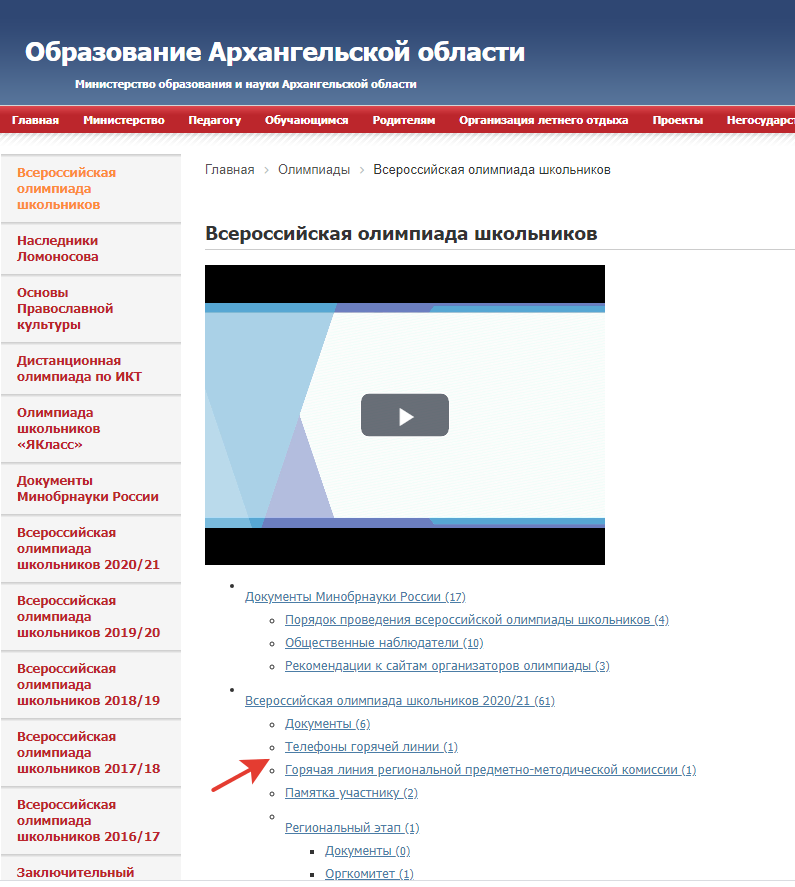 Образование Архангельской области
Министерство образования и науки Архангельской области
Главная Министерство Педагогу Обучающимся Родителям Организация летнего отдыха Проекты Негосударст
Всероссийская
олимпиада
школьников
Наследники
Ломоносова
Основы
Православной
культуры
Дистанционная
олимпиада по ИКТ
Олимпиада
школьников
«ЯКласс»
Документы
Минобрнауки России
Всероссийская
олимпиада
школьников 2020/21
Всероссийская
олимпиада
школьников 2019/20
Всероссийская
олимпиада
школьников 2018/19
Всероссийская
олимпиада
школьников 2017/18
Всероссийская
олимпиада
школьников 2016/17
Заключительный
Главная › Олимпиады › Всероссийская олимпиада школьников
Всероссийская олимпиада школьников
Документы Минобрнауки России (17)
Порядок проведения всероссийской олимпиады школьников (4)
Общественные наблюдатели (10)
Рекомендации к сайтам организаторов олимпиады (3)
Всероссийская олимпиада школьников 2020/21 (61)
Документы (6)
Телефоны горячей линии (1)
Горячая линия региональной предметно-методической комиссии (1)
Памятка участнику (2)
Региональный этап (1)
Документы (0)
Оргкомитет (1)